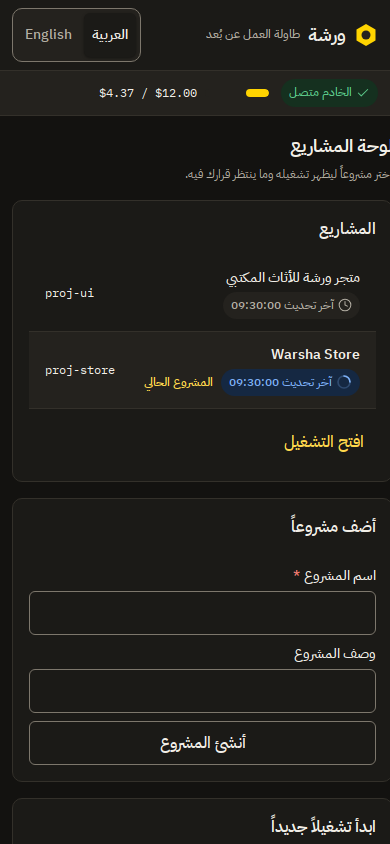 ورشة طاولة العمل عن بُعد
العربية English
الخادم متصل
$4.37 / $12.00
لوحة المشاريع
ختر مشروعاً ليظهر تشغيله وما ينتظر قرارك فيه.
المشاريع
متجر ورشة للأثاث المكتبي
آخر تحديث 09:30:00
proj-ui
Warsha Store
آخر تحديث 09:30:00 المشروع الحالي
proj-store
افتح التشغيل
أضف مشروعاً
اسم المشروع *
وصف المشروع
أنشئ المشروع
ابدأ تشغيلاً جديداً